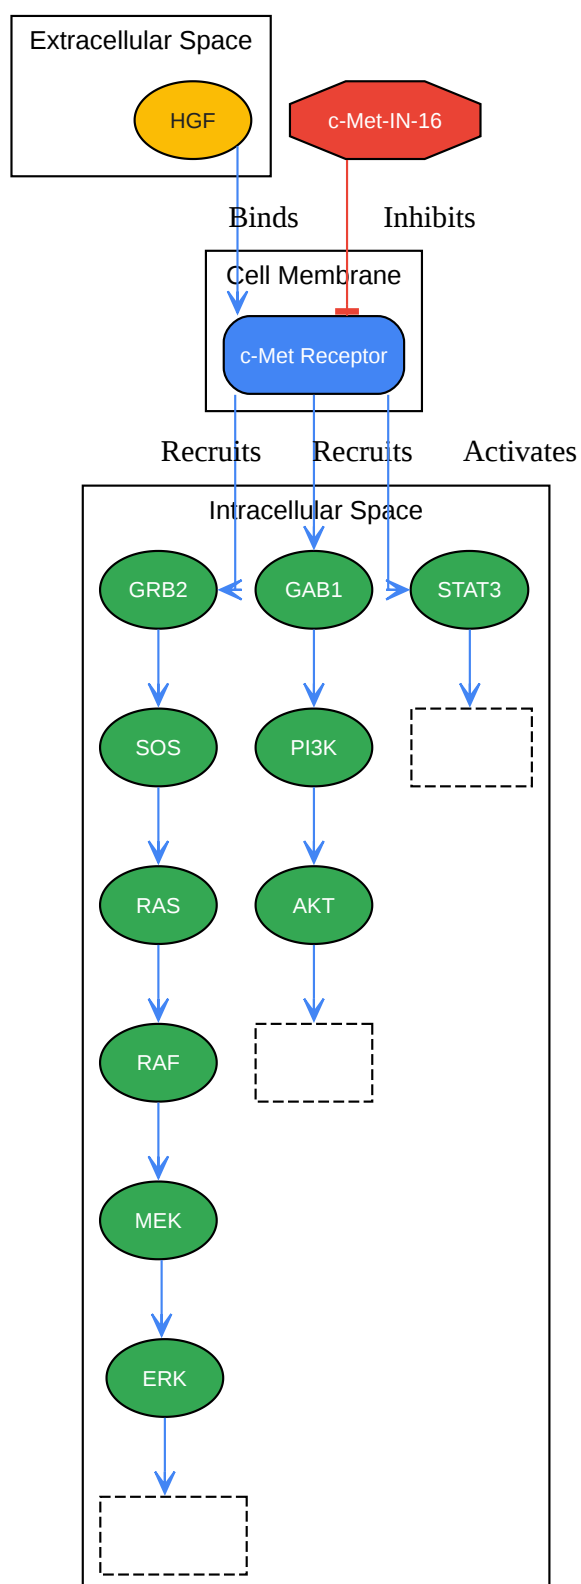 Extracellular Space
HGF
c-Met-IN-16
Binds
Inhibits
Cell Membrane
c-Met Receptor
Recruits
Recruits
Activates
Intracellular Space
GRB2
GAB1
STAT3
SOS
PI3K
RAS
AKT
RAF
MEK
ERK